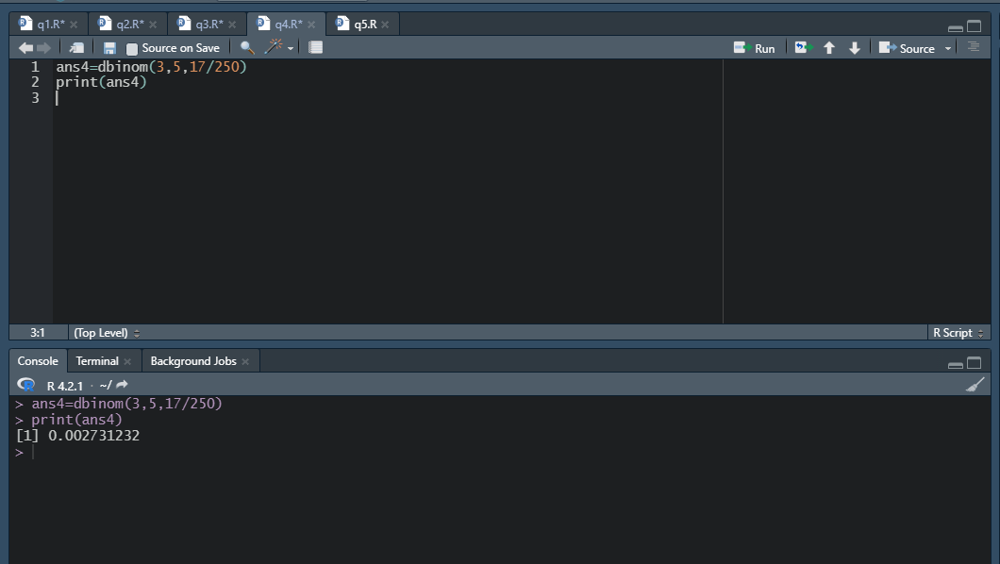 q1.R* q2.R* q3.R* q4.R* q5.R
Source on Save Run Source
1 ans4=dbinom(3,5,17/250)
2 print(ans4)
3
3:1 (Top Level) R Script
Console Terminal Background Jobs
R 4.2.1 · ~/
> ans4=dbinom(3,5,17/250)
> print(ans4)
[1] 0.002731232
>